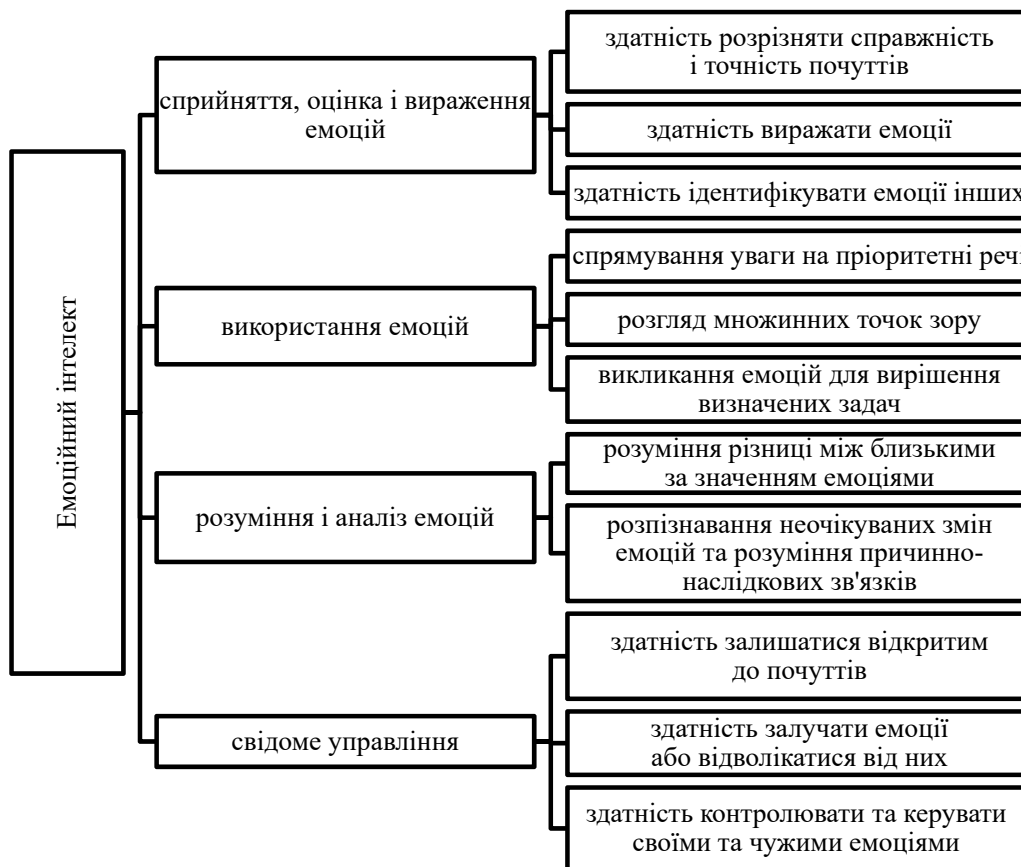 Емоційний інтелект
сприйняття, оцінка і вираження
емоцій
здатність розрізняти справжність
і точність почуттів
здатність виражати емоції
здатність ідентифікувати емоції інших
використання емоцій
спрямування уваги на пріоритетні речі
розгляд множинних точок зору
викликання емоцій для вирішення
визначених задач
розуміння і аналіз емоцій
розуміння різниці між близькими
за значенням емоціями
розпізнавання неочікуваних змін
емоцій та розуміння причинно-
наслідкових зв'язків
свідоме управління
здатність залишатися відкритим
до почуттів
здатність залучати емоції
або відволікатися від них
здатність контролювати та керувати
своїми та чужими емоціями